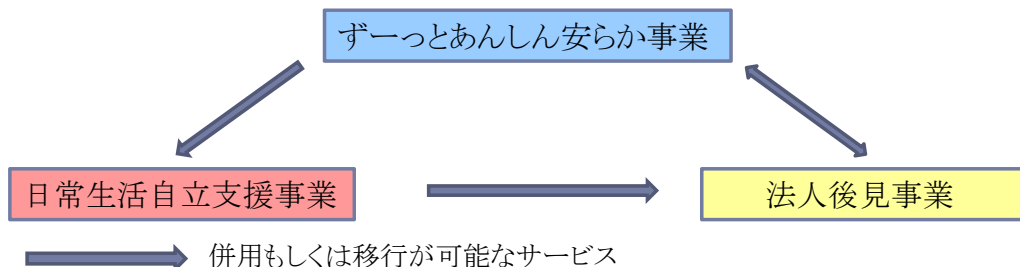 ずーっとあんしん安らか事業
日常生活自立支援事業
法人後見事業
併用もしくは移行が可能なサービス